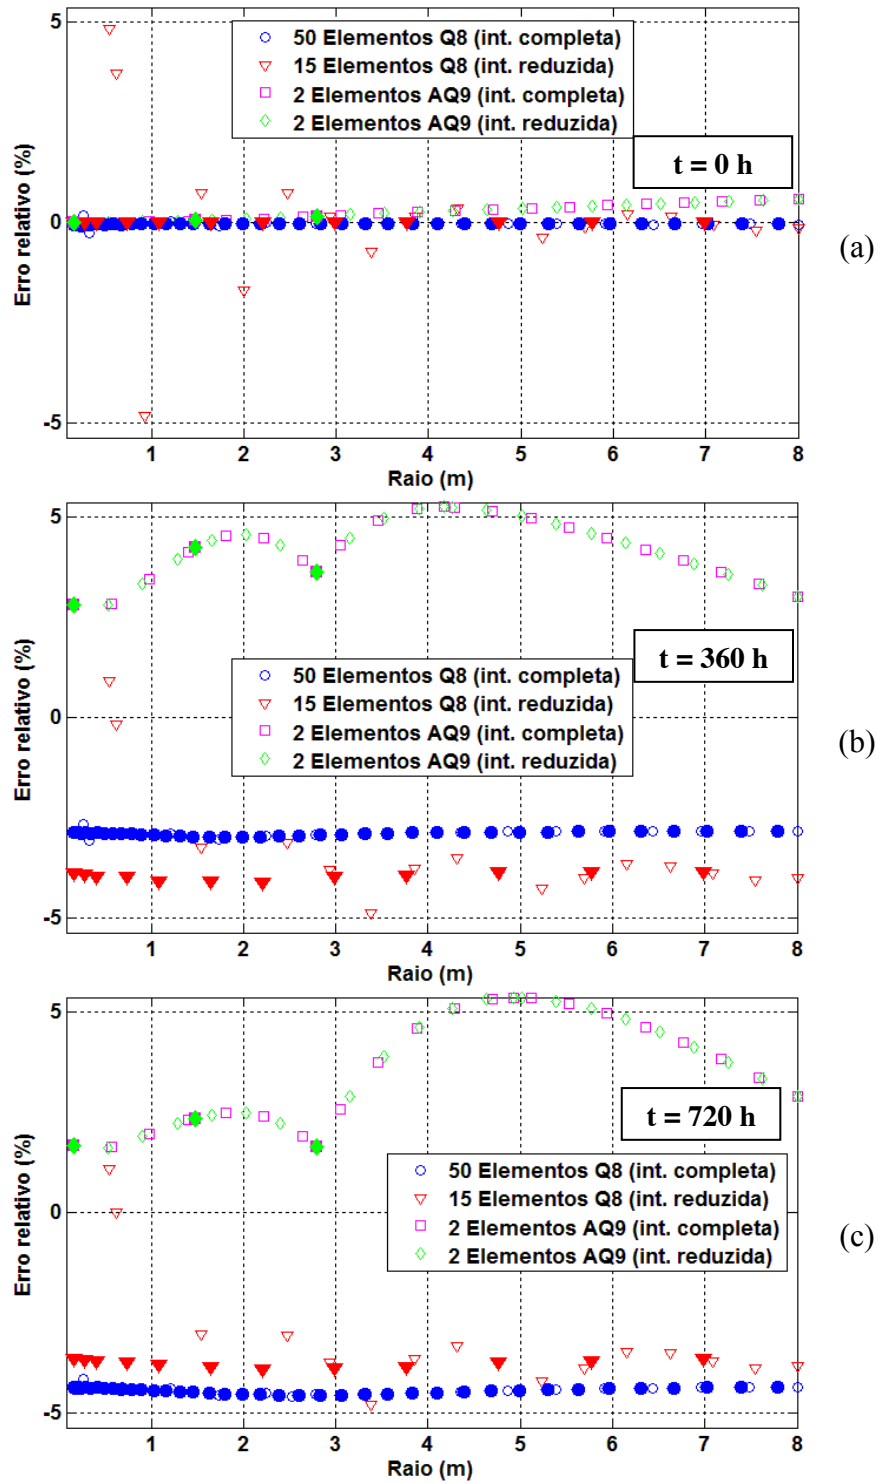 5
50 Elementos Q8 (int. completa)
15 Elementos Q8 (int. reduzida)
2 Elementos AQ9 (int. completa)
2 Elementos AQ9 (int. reduzida)
t = 0 h
Erro relativo (%)
0
(a)
-5
1 2 3 4 5 6 7 8
Raio (m)
5
t = 360 h
Erro relativo (%)
50 Elementos Q8 (int. completa)
15 Elementos Q8 (int. reduzida)
2 Elementos AQ9 (int. completa)
2 Elementos AQ9 (int. reduzida)
0
(b)
-5
1 2 3 4 5 6 7 8
Raio (m)
5
t = 720 h
Erro relativo (%)
50 Elementos Q8 (int. completa)
15 Elementos Q8 (int. reduzida)
2 Elementos AQ9 (int. completa)
2 Elementos AQ9 (int. reduzida)
0
(c)
-5
1 2 3 4 5 6 7 8
Raio (m)